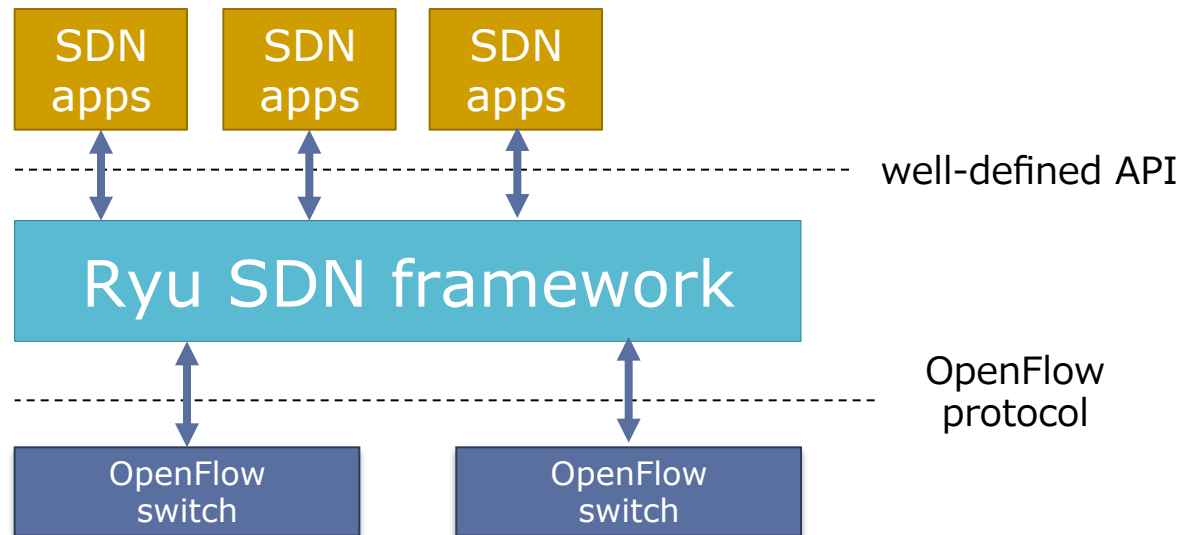 SDN
apps
SDN
apps
SDN
apps
well-defined API
Ryu SDN framework
OpenFlow
protocol
OpenFlow
switch
OpenFlow
switch